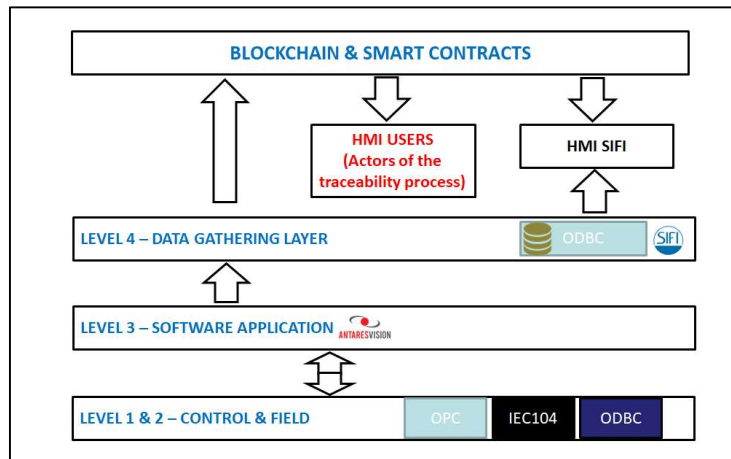 BLOCKCHAIN & SMART CONTRACTS
HMI USERS
(Actors of the
traceability process)
HMI SIFI
LEVEL 4 – DATA GATHERING LAYER
ODBC
SIFI
LEVEL 3 – SOFTWARE APPLICATION
ANTARESVISION
LEVEL 1 & 2 – CONTROL & FIELD
OPC
IEC104
ODBC